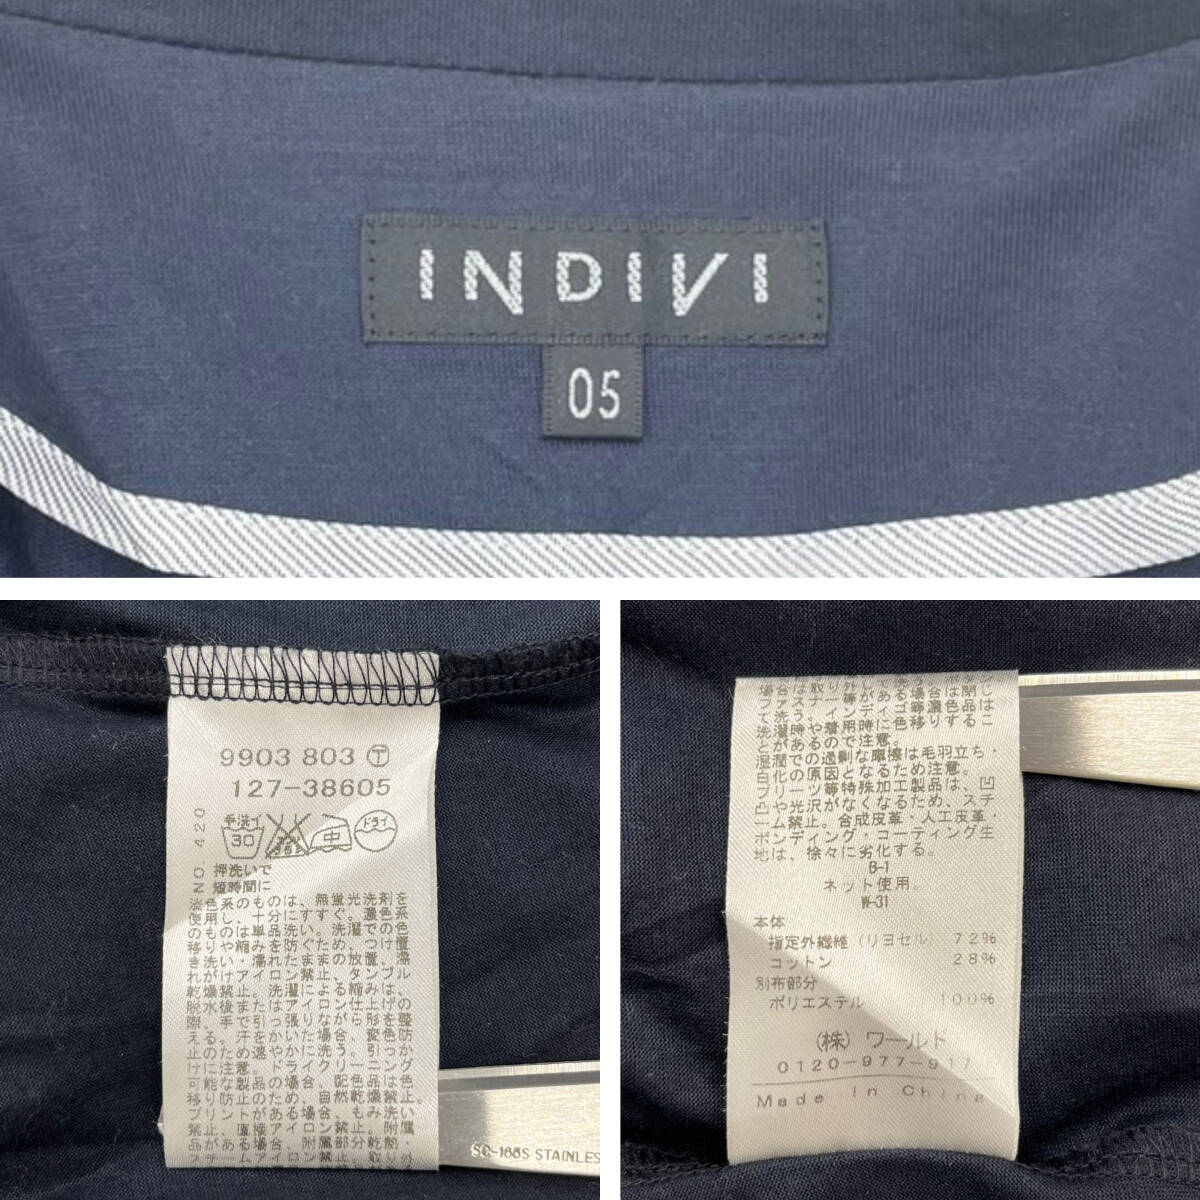 INDIVI
05
9903 803 Ⓣ
127-38605
NO. 420
手洗イ
30
中
ドライ
押洗いで
短時間に
淡色系のものは、無蛍光洗剤を
使用し、十分にすすぐ。濃色系
のものは単品洗い。洗濯での色
移りや縮みを防ぐため、つけ置
き洗い・濡れたままの放置、濡
れがけアイロン禁止、タンブル
乾燥禁止。洗濯による縮みは、
脱水後またはアイロン仕上げの
際、手で引っ張りながら形を整
える。汗をかいた場合、変色防
止のため速やかに洗う。引っか
けに注意。ドライクリーニング
可能な製品の場合、配色品は色
移り防止のため、自然乾燥禁止。
プリントがある場合、もみ洗い
禁止、直接アイロン禁止。附属
品がある場合、附属部分乾熱・
スチームアイロン禁止、取り外
SC-165S STAINLES
場合は取り外
ファスナー等がある場合は閉じ
て洗う。インディゴ等濃色品は
洗濯時や着用時に色移りするこ
とがあるので注意。
湿潤での過剰な摩擦は毛羽立ち・
白化の原因となるため注意。
プリーツ等特殊加工製品は、凹
凸や光沢がなくなるため、スチ
ーム禁止。合成皮革・人工皮革・
ボンディング・コーティング生
地は、徐々に劣化する。
B-1
ネット使用。
W-31
本体
指定外繊維（リヨセル） 72%
コットン 28%
別布部分
ポリエステル 100%
（株）ワールド
0120-977-917
Made in China